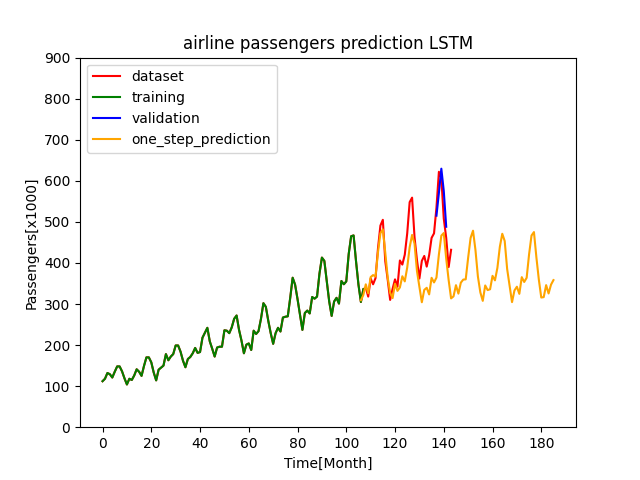 airline passengers prediction LSTM
900
800
700
600
500
400
300
200
100
0
Passengers[x1000]
dataset
training
validation
one_step_prediction
0 20 40 60 80 100 120 140 160 180
Time[Month]